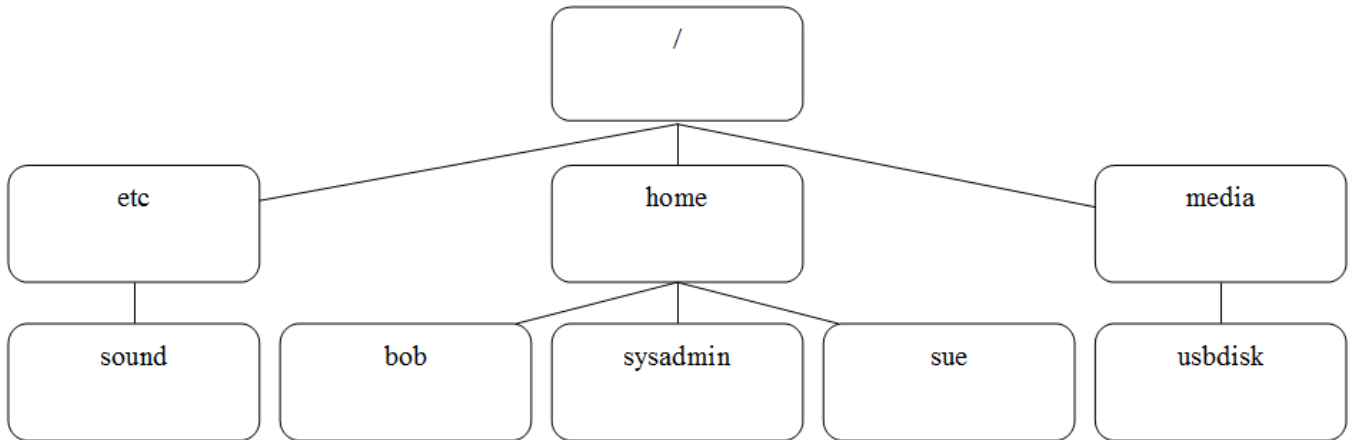 /
etc
home
media
sound
bob
sysadmin
sue
usbdisk